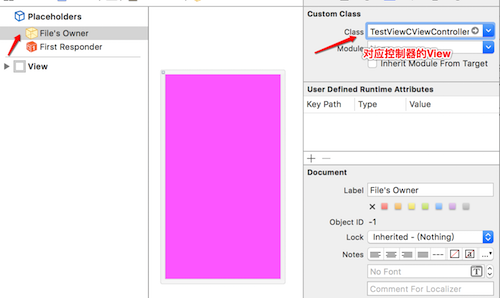 Placeholders
File's Owner
First Responder
View
Custom Class
Class TestViewCViewController
Module
对应控制器的View
Inherit Module From Target
User Defined Runtime Attributes
Key Path Type Value
Document
Label File's Owner
Object ID -1
Lock Inherited - (Nothing)
Notes
No Font
Comment For Localizer